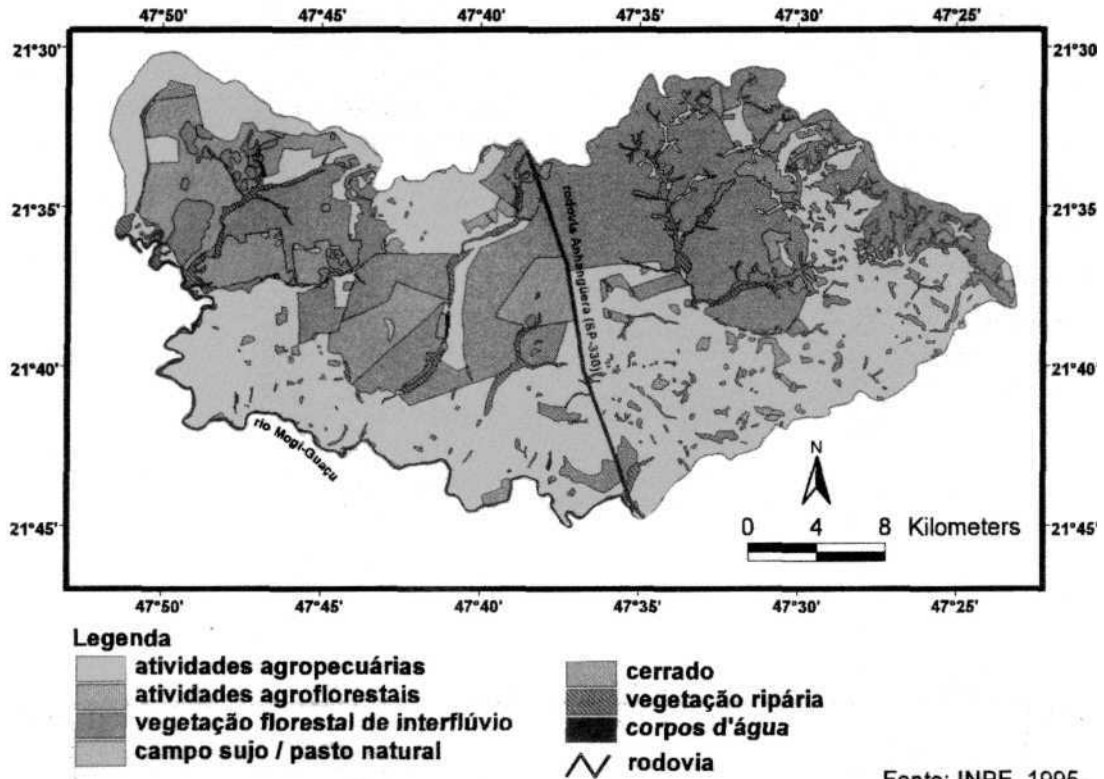 47°50' 47°45' 47°40' 47°35' 47°30' 47°25'
21°30' 21°30'
21°35' 21°35'
21°40' 21°40'
21°45' 21°45'
rodovia Anhangüera (SP-330)
rio Mogi-Guaçu
N
0 4 8 Kilometers
47°50' 47°45' 47°40' 47°35' 47°30' 47°25'
Legenda
atividades agropecuárias
atividades agroflorestais
vegetação florestal de interflúvio
campo sujo / pasto natural
cerrado
vegetação ripária
corpos d'água
rodovia
Fonte: INPE, 1995